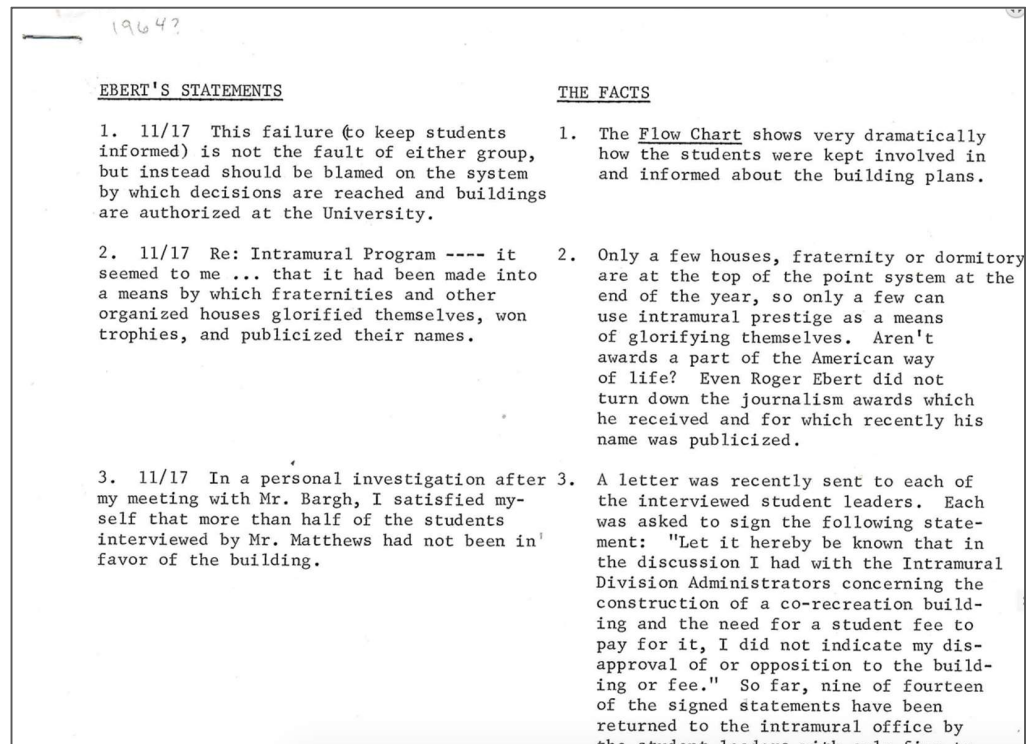 1964?
EBERT'S STATEMENTS
1. 11/17 This failure (to keep students
informed) is not the fault of either group,
but instead should be blamed on the system
by which decisions are reached and buildings
are authorized at the University.
2. 11/17 Re: Intramural Program ---- it
seemed to me ... that it had been made into
a means by which fraternities and other
organized houses glorified themselves, won
trophies, and publicized their names.
3. 11/17 In a personal investigation after
my meeting with Mr. Bargh, I satisfied my-
self that more than half of the students
interviewed by Mr. Matthews had not been in
favor of the building.
THE FACTS
1. The Flow Chart shows very dramatically
how the students were kept involved in
and informed about the building plans.
2. Only a few houses, fraternity or dormitory
are at the top of the point system at the
end of the year, so only a few can
use intramural prestige as a means
of glorifying themselves. Aren't
awards a part of the American way
of life? Even Roger Ebert did not
turn down the journalism awards which
he received and for which recently his
name was publicized.
3. A letter was recently sent to each of
the interviewed student leaders. Each
was asked to sign the following state-
ment: "Let it hereby be known that in
the discussion I had with the Intramural
Division Administrators concerning the
construction of a co-recreation build-
ing and the need for a student fee to
pay for it, I did not indicate my dis-
approval of or opposition to the build-
ing or fee." So far, nine of fourteen
of the signed statements have been
returned to the intramural office by
the student leaders